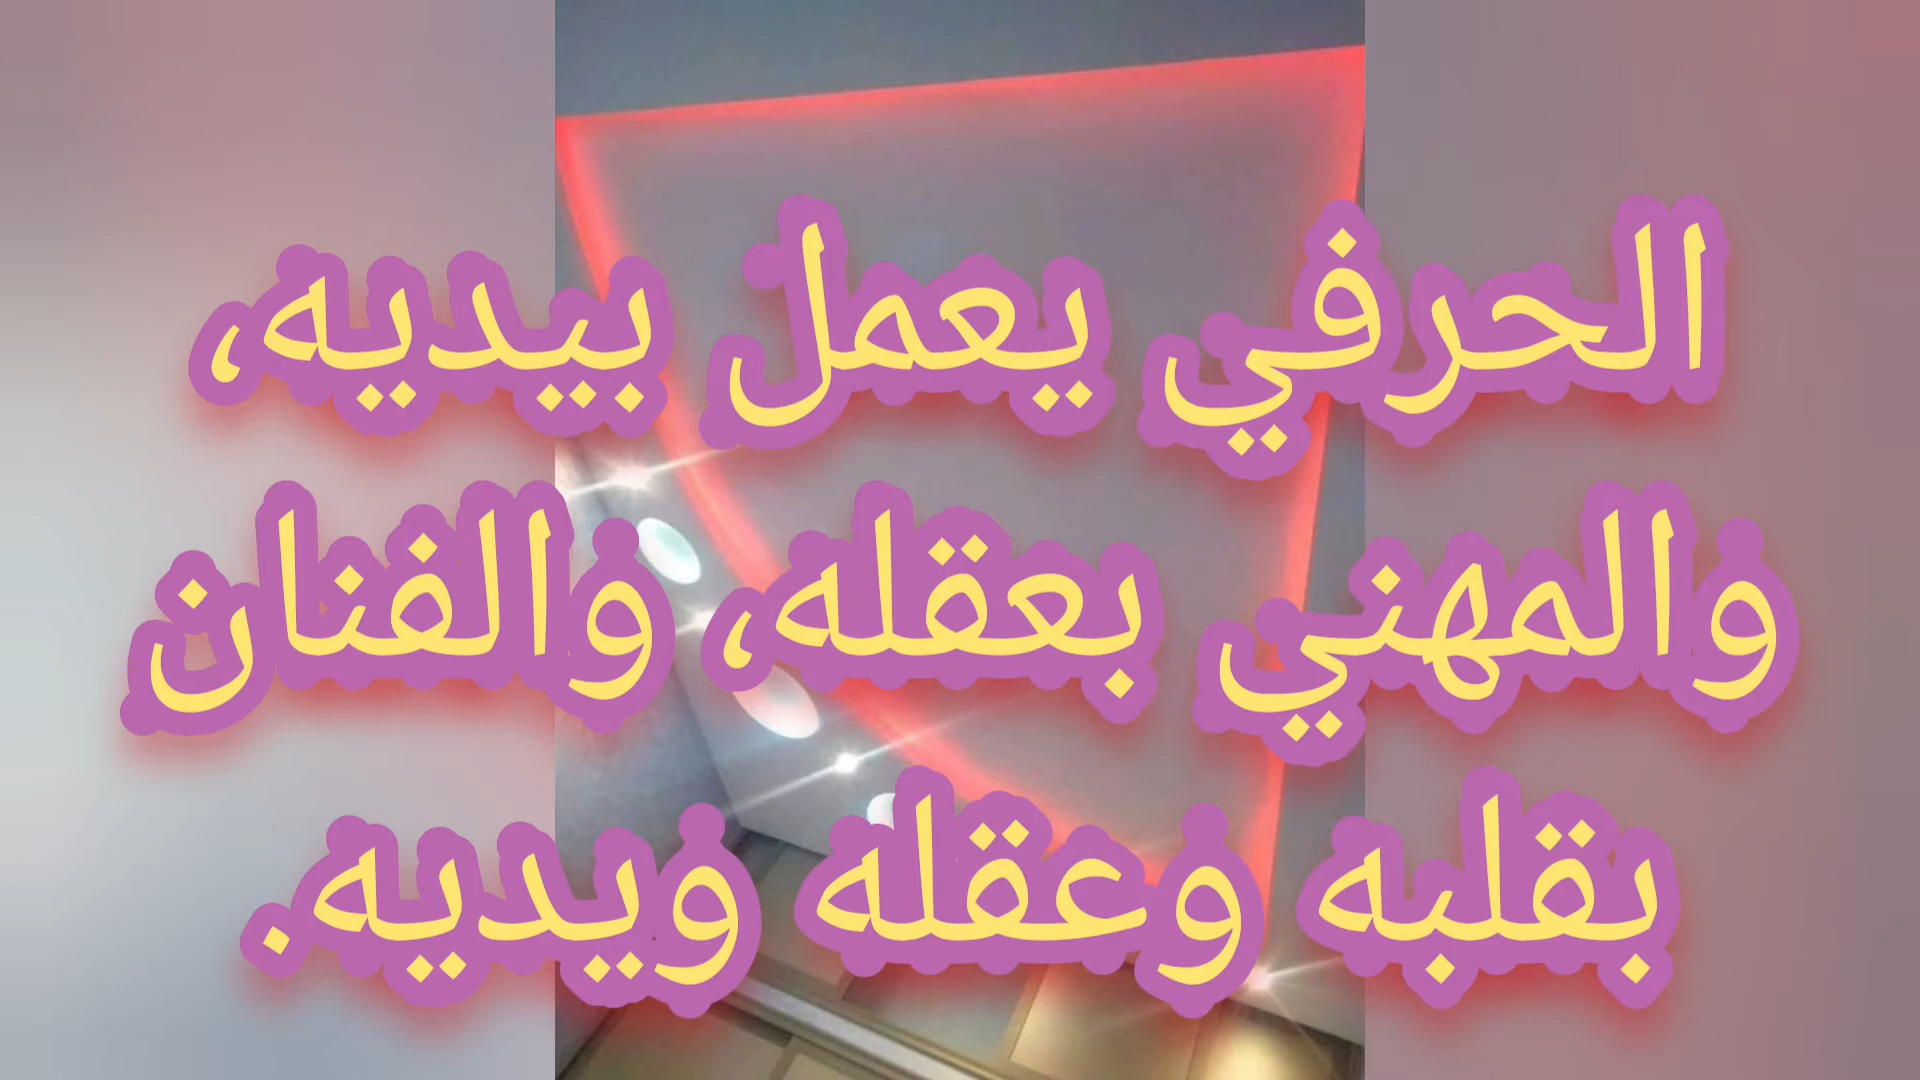 الحرفي يعمل بيديه،
والمهني بعقله، والفنان
بقلبه وعقله ويديه.